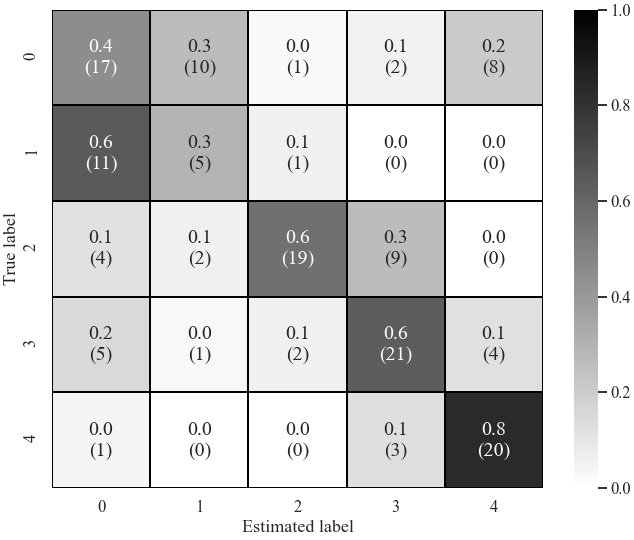 0.4 0.3 0.0 0.1 0.2
(17) (10) (1) (2) (8)
0
0.6 0.3 0.1 0.0 0.0
(11) (5) (1) (0) (0)
1
0.1 0.1 0.6 0.3 0.0
(4) (2) (19) (9) (0)
2
0.2 0.0 0.1 0.6 0.1
(5) (1) (2) (21) (4)
3
0.0 0.0 0.0 0.1 0.8
(1) (0) (0) (3) (20)
4
True label
0 1 2 3 4
Estimated label
1.0
0.8
0.6
0.4
0.2
0.0